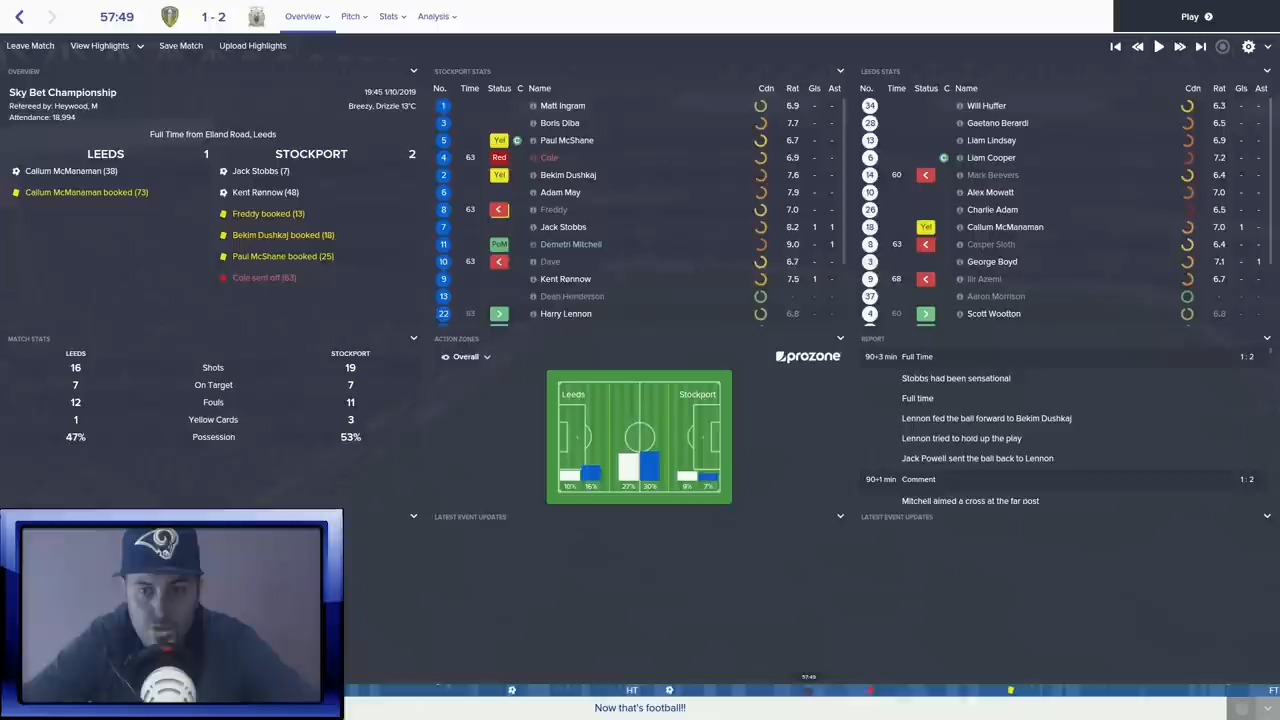 57:49 1 - 2 Overview Pitch Stats Analysis Play
Leave Match View Highlights Save Match Upload Highlights
OVERVIEW
Sky Bet Championship 19:45 1/10/2019
Refereed by: Heywood, M Breezy, Drizzle 13°C
Attendance: 18,994
Full Time from Elland Road, Leeds
LEEDS 1 STOCKPORT 2
Callum McManaman (38) Jack Stobbs (7)
Callum McManaman booked (73) Kent Rønnow (48)
Freddy booked (13)
Bekim Dushkaj booked (18)
Paul McShane booked (25)
Cole sent off (63)
STOCKPORT STATS
No. Time Status C Name Cdn Rat Gls Ast
1 Matt Ingram 6.9 - -
3 Boris Diba 7.7 - -
5 Yel C Paul McShane 6.7 - -
4 63 Red Cole 6.9 - -
2 Yel Bekim Dushkaj 7.6 - -
6 Adam May 7.9 - -
8 63 Freddy 7.0 - -
7 Jack Stobbs 8.2 1 1
11 PoM Demetri Mitchell 9.0 - 1
10 63 Dave 6.7 - -
9 Kent Rønnow 7.5 1 -
13 Dean Henderson - - -
22 63 Harry Lennon 6.8 - -
LEEDS STATS
No. Time Status C Name Cdn Rat Gls Ast
34 Will Huffer 6.3 - -
28 Gaetano Berardi 6.5 - -
13 Liam Lindsay 6.5 - -
6 C Liam Cooper 7.2 - -
14 60 Mark Beevers 6.4 - -
10 Alex Mowatt 7.0 - -
26 Charlie Adam 6.5 - -
18 Yel Callum McManaman 7.0 1 -
8 63 Casper Sloth 6.4 - -
3 George Boyd 7.1 - 1
9 68 Ilir Azemi 6.7 - -
37 Aaron Morrison - - -
4 60 Scott Wootton 6.8 - -
MATCH STATS
LEEDS STOCKPORT
16 Shots 19
7 On Target 7
12 Fouls 11
1 Yellow Cards 3
47% Possession 53%
ACTION ZONES
Overall prozone
Leeds Stockport
10% 16% 27% 30% 9% 7%
REPORT
90+3 min Full Time 1 : 2
Stobbs had been sensational
Full time
Lennon fed the ball forward to Bekim Dushkaj
Lennon tried to hold up the play
Jack Powell sent the ball back to Lennon
90+1 min Comment 1 : 2
Mitchell aimed a cross at the far post
LATEST EVENT UPDATES
LATEST EVENT UPDATES
57:49
HT FT
Now that's football!!